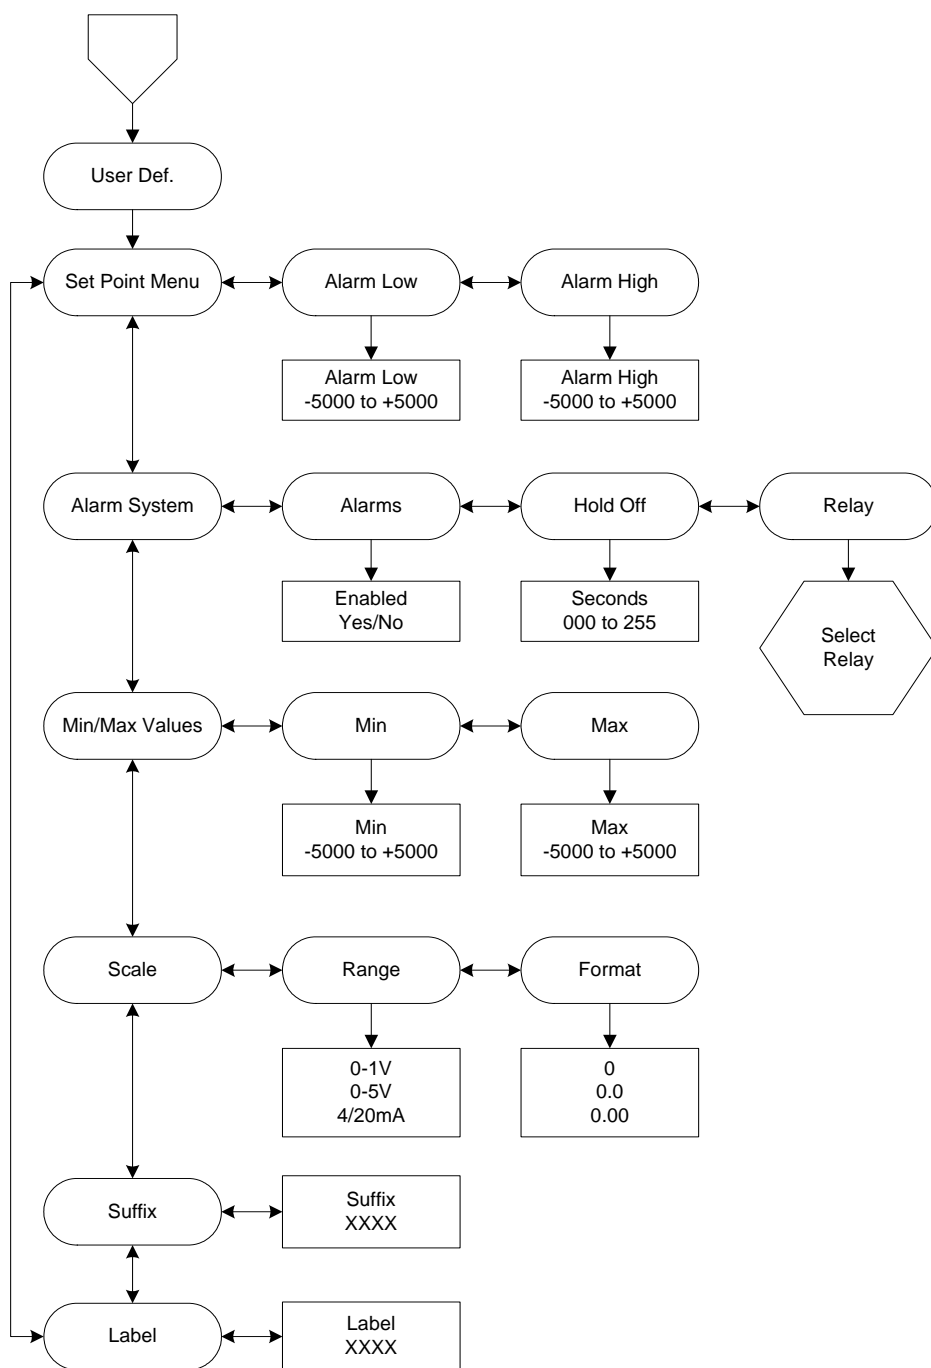 User Def.
Set Point Menu
Alarm Low
Alarm High
Alarm Low
-5000 to +5000
Alarm High
-5000 to +5000
Alarm System
Alarms
Hold Off
Relay
Enabled
Yes/No
Seconds
000 to 255
Select
Relay
Min/Max Values
Min
Max
Min
-5000 to +5000
Max
-5000 to +5000
Scale
Range
Format
0-1V
0-5V
4/20mA
0
0.0
0.00
Suffix
Suffix
XXXX
Label
Label
XXXX